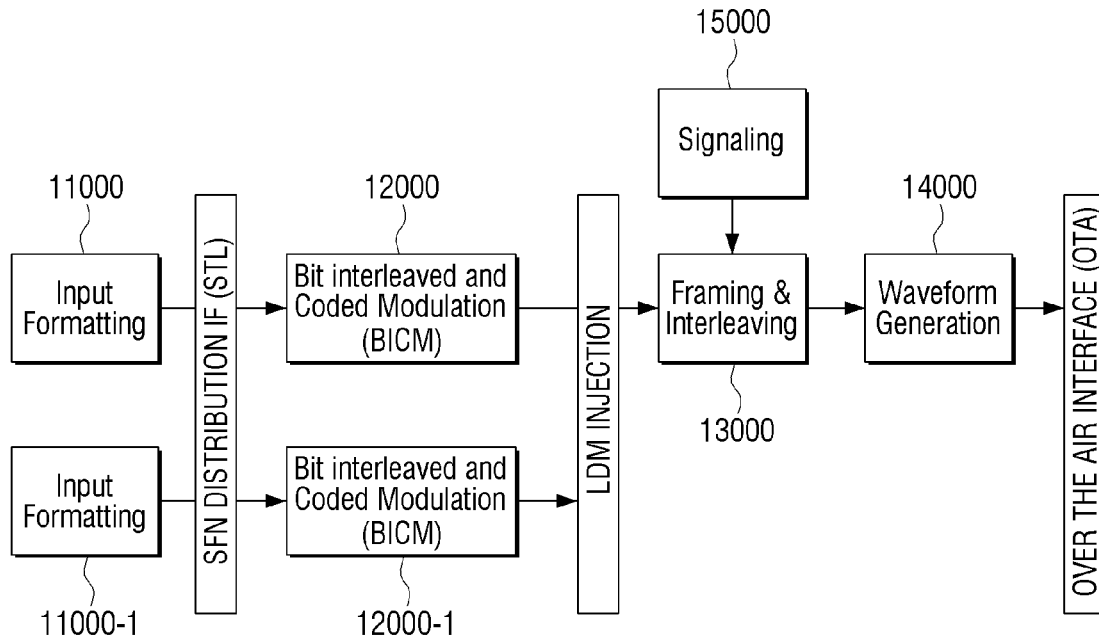 15000
Signaling
11000
12000
14000
Input
Formatting
SFN DISTRIBUTION IF (STL)
Bit interleaved and
Coded Modulation
(BICM)
LDM INJECTION
Framing &
Interleaving
Waveform
Generation
OVER THE AIR INTERFACE (OTA)
13000
Input
Formatting
Bit interleaved and
Coded Modulation
(BICM)
11000-1
12000-1